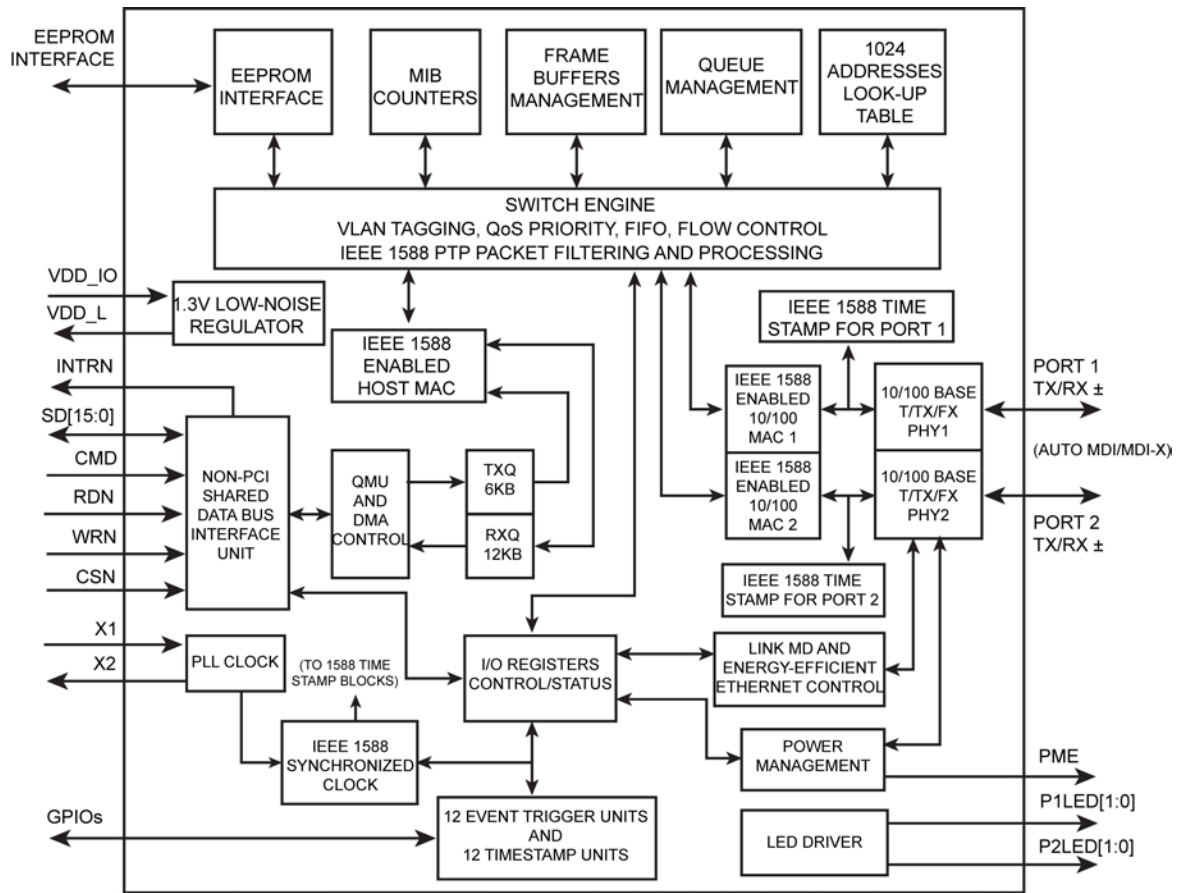 EEPROM
INTERFACE
EEPROM
INTERFACE
MIB
COUNTERS
FRAME
BUFFERS
MANAGEMENT
QUEUE
MANAGEMENT
1024
ADDRESSES
LOOK-UP
TABLE
SWITCH ENGINE
VLAN TAGGING, QoS PRIORITY, FIFO, FLOW CONTROL
IEEE 1588 PTP PACKET FILTERING AND PROCESSING
VDD_IO
VDD_L
1.3V LOW-NOISE
REGULATOR
IEEE 1588
ENABLED
HOST MAC
IEEE 1588 TIME
STAMP FOR PORT 1
INTRN
SD[15:0]
CMD
RDN
WRN
CSN
NON-PCI
SHARED
DATA BUS
INTERFACE
UNIT
QMU
AND
DMA
CONTROL
TXQ
6KB
RXQ
12KB
IEEE 1588
ENABLED
10/100
MAC 1
IEEE 1588
ENABLED
10/100
MAC 2
10/100 BASE
T/TX/FX
PHY1
10/100 BASE
T/TX/FX
PHY2
PORT 1
TX/RX ±
(AUTO MDI/MDI-X)
PORT 2
TX/RX ±
IEEE 1588 TIME
STAMP FOR PORT 2
X1
X2
PLL CLOCK
(TO 1588 TIME
STAMP BLOCKS)
I/O REGISTERS
CONTROL/STATUS
LINK MD AND
ENERGY-EFFICIENT
ETHERNET CONTROL
IEEE 1588
SYNCHRONIZED
CLOCK
POWER
MANAGEMENT
PME
GPIOs
12 EVENT TRIGGER UNITS
AND
12 TIMESTAMP UNITS
LED DRIVER
P1LED[1:0]
P2LED[1:0]